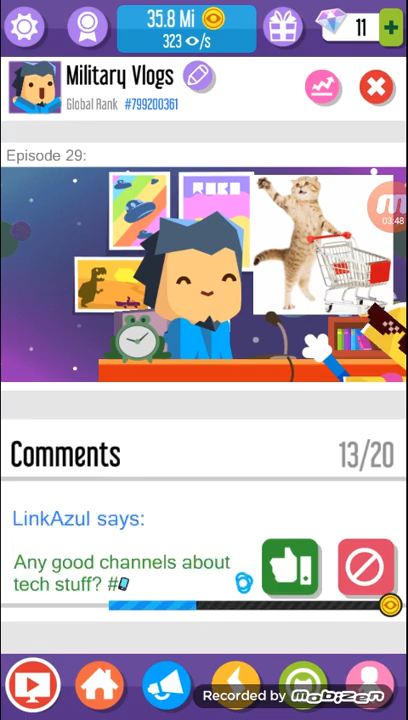 35.8 Mi
323 /s
11 +
Military Vlogs
Global Rank #799200361
Episode 29:
03:48
Comments 13/20
LinkAzul says:
Any good channels about
tech stuff? #
Recorded by MOBIZEN